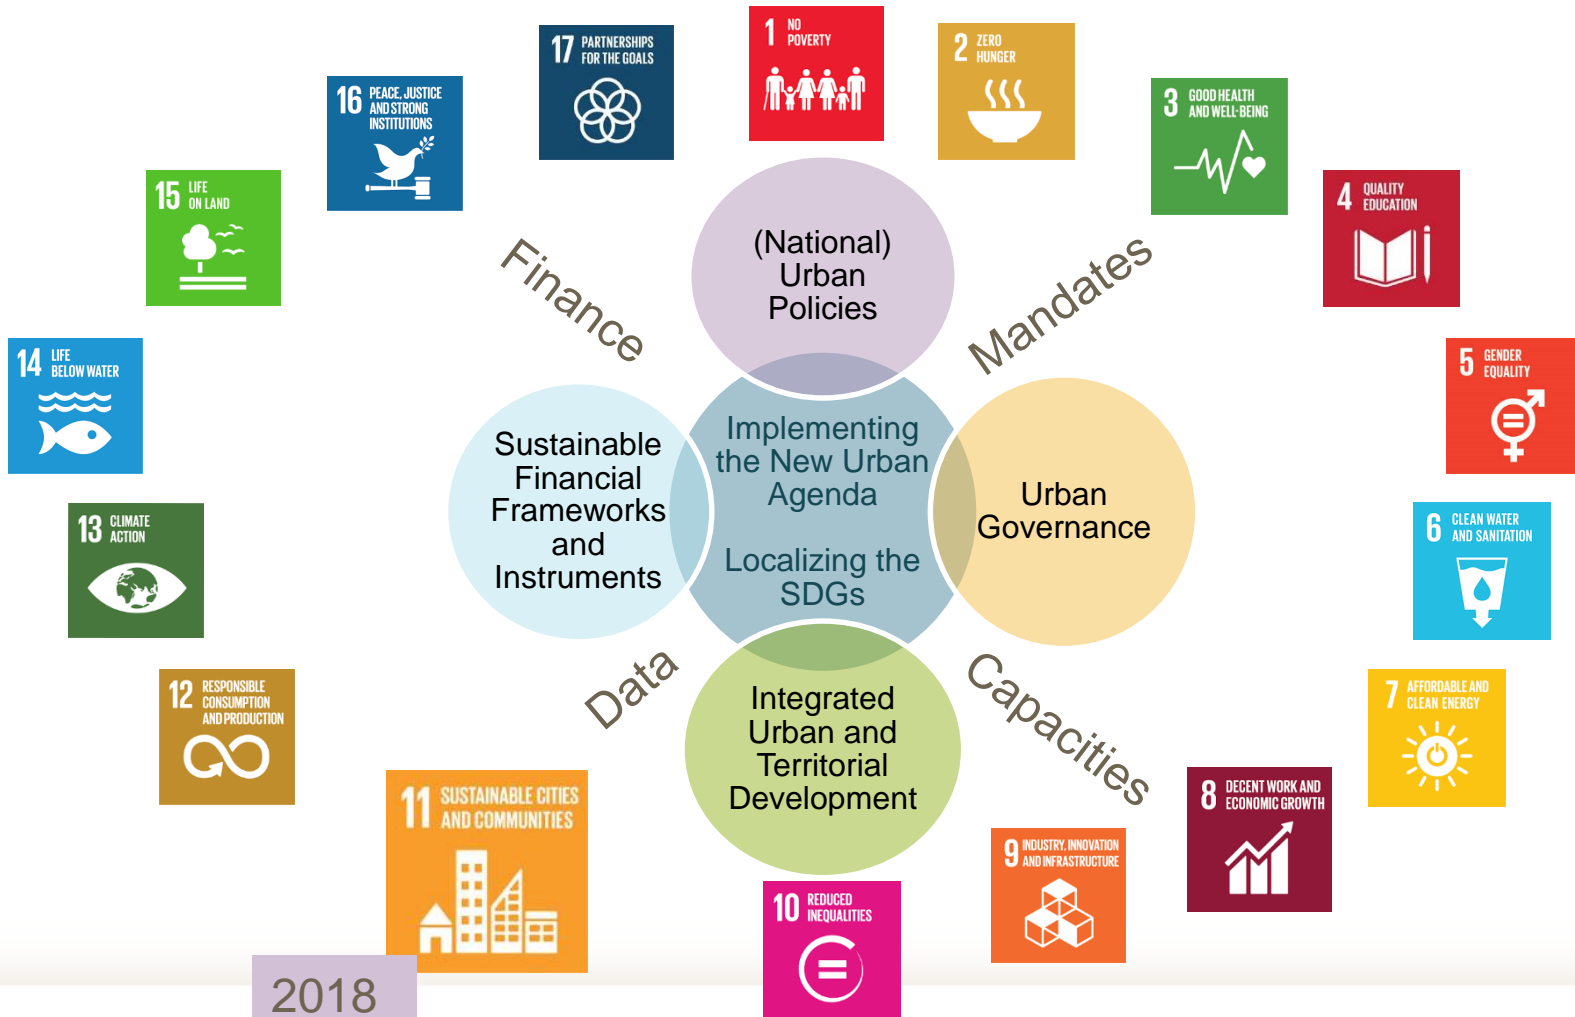 1 NO
POVERTY
2 ZERO
HUNGER
3 GOOD HEALTH
AND WELL-BEING
4 QUALITY
EDUCATION
5 GENDER
EQUALITY
6 CLEAN WATER
AND SANITATION
7 AFFORDABLE AND
CLEAN ENERGY
8 DECENT WORK AND
ECONOMIC GROWTH
9 INDUSTRY, INNOVATION
AND INFRASTRUCTURE
10 REDUCED
INEQUALITIES
11 SUSTAINABLE CITIES
AND COMMUNITIES
12 RESPONSIBLE
CONSUMPTION
AND PRODUCTION
13 CLIMATE
ACTION
14 LIFE
BELOW WATER
15 LIFE
ON LAND
16 PEACE, JUSTICE
AND STRONG
INSTITUTIONS
17 PARTNERSHIPS
FOR THE GOALS
Finance
(National)
Urban
Policies
Mandates
Sustainable
Financial
Frameworks
and
Instruments
Implementing
the New Urban
Agenda
Localizing the
SDGs
Urban
Governance
Data
Integrated
Urban and
Territorial
Development
Capacities
2018